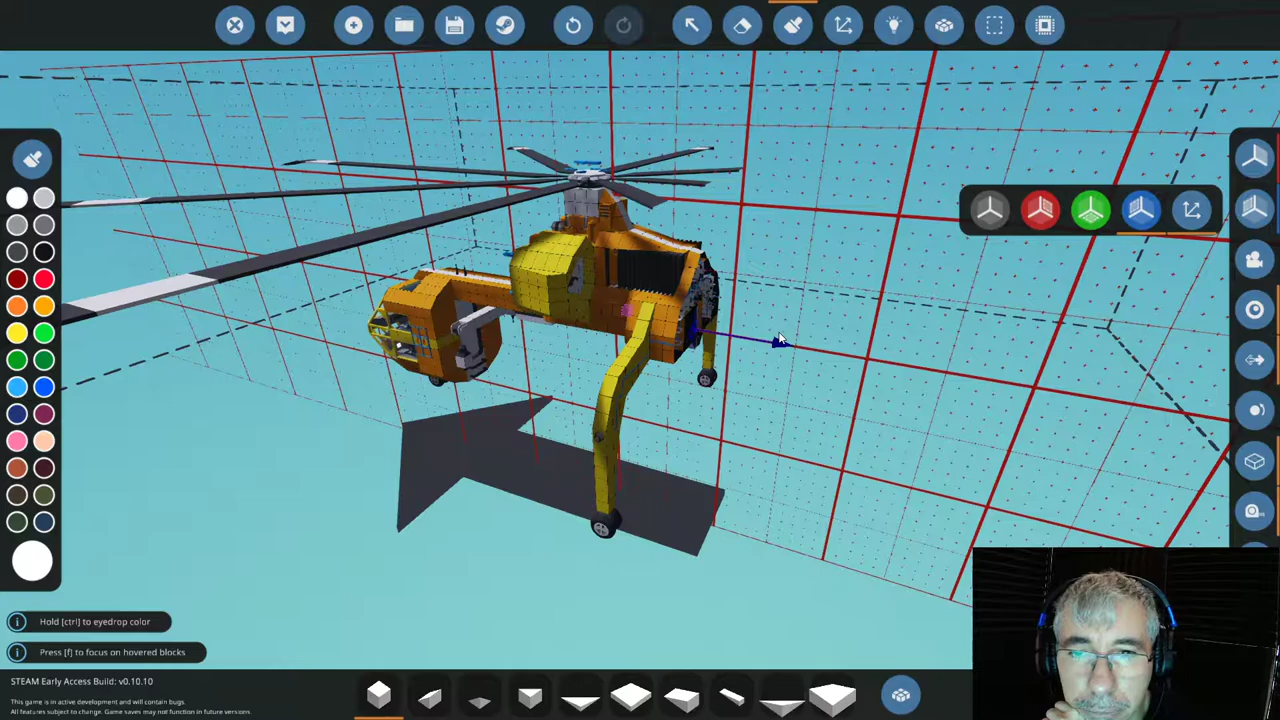 Hold [ctrl] to eyedrop color
Press [f] to focus on hovered blocks
STEAM Early Access Build: v0.10.10
This game is in active development and will contain bugs.
All features subject to change. Game saves may not function in future versions.